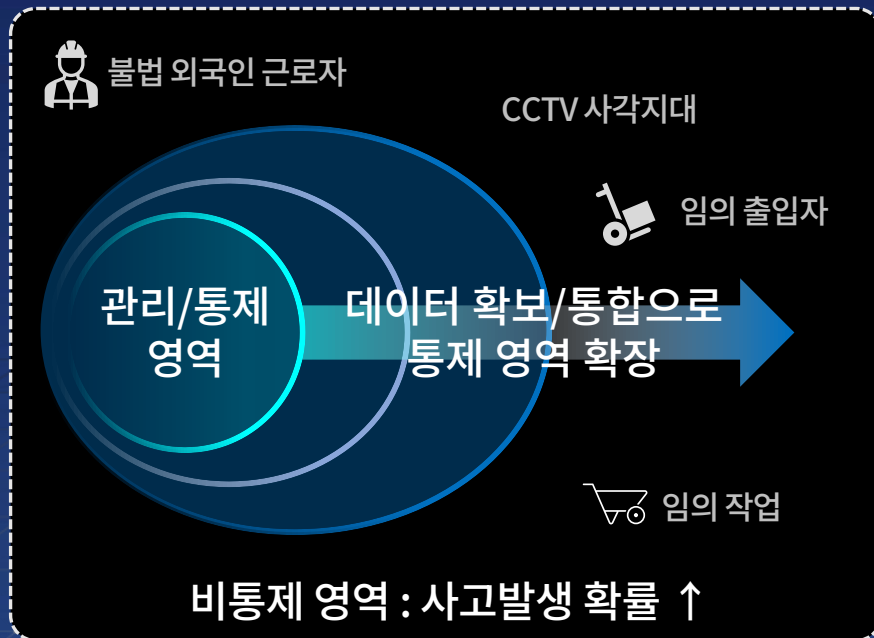 불법 외국인 근로자
CCTV 사각지대
임의 출입자
관리/통제
영역
데이터 확보/통합으로
통제 영역 확장
임의 작업
비통제 영역 : 사고발생 확률 ↑